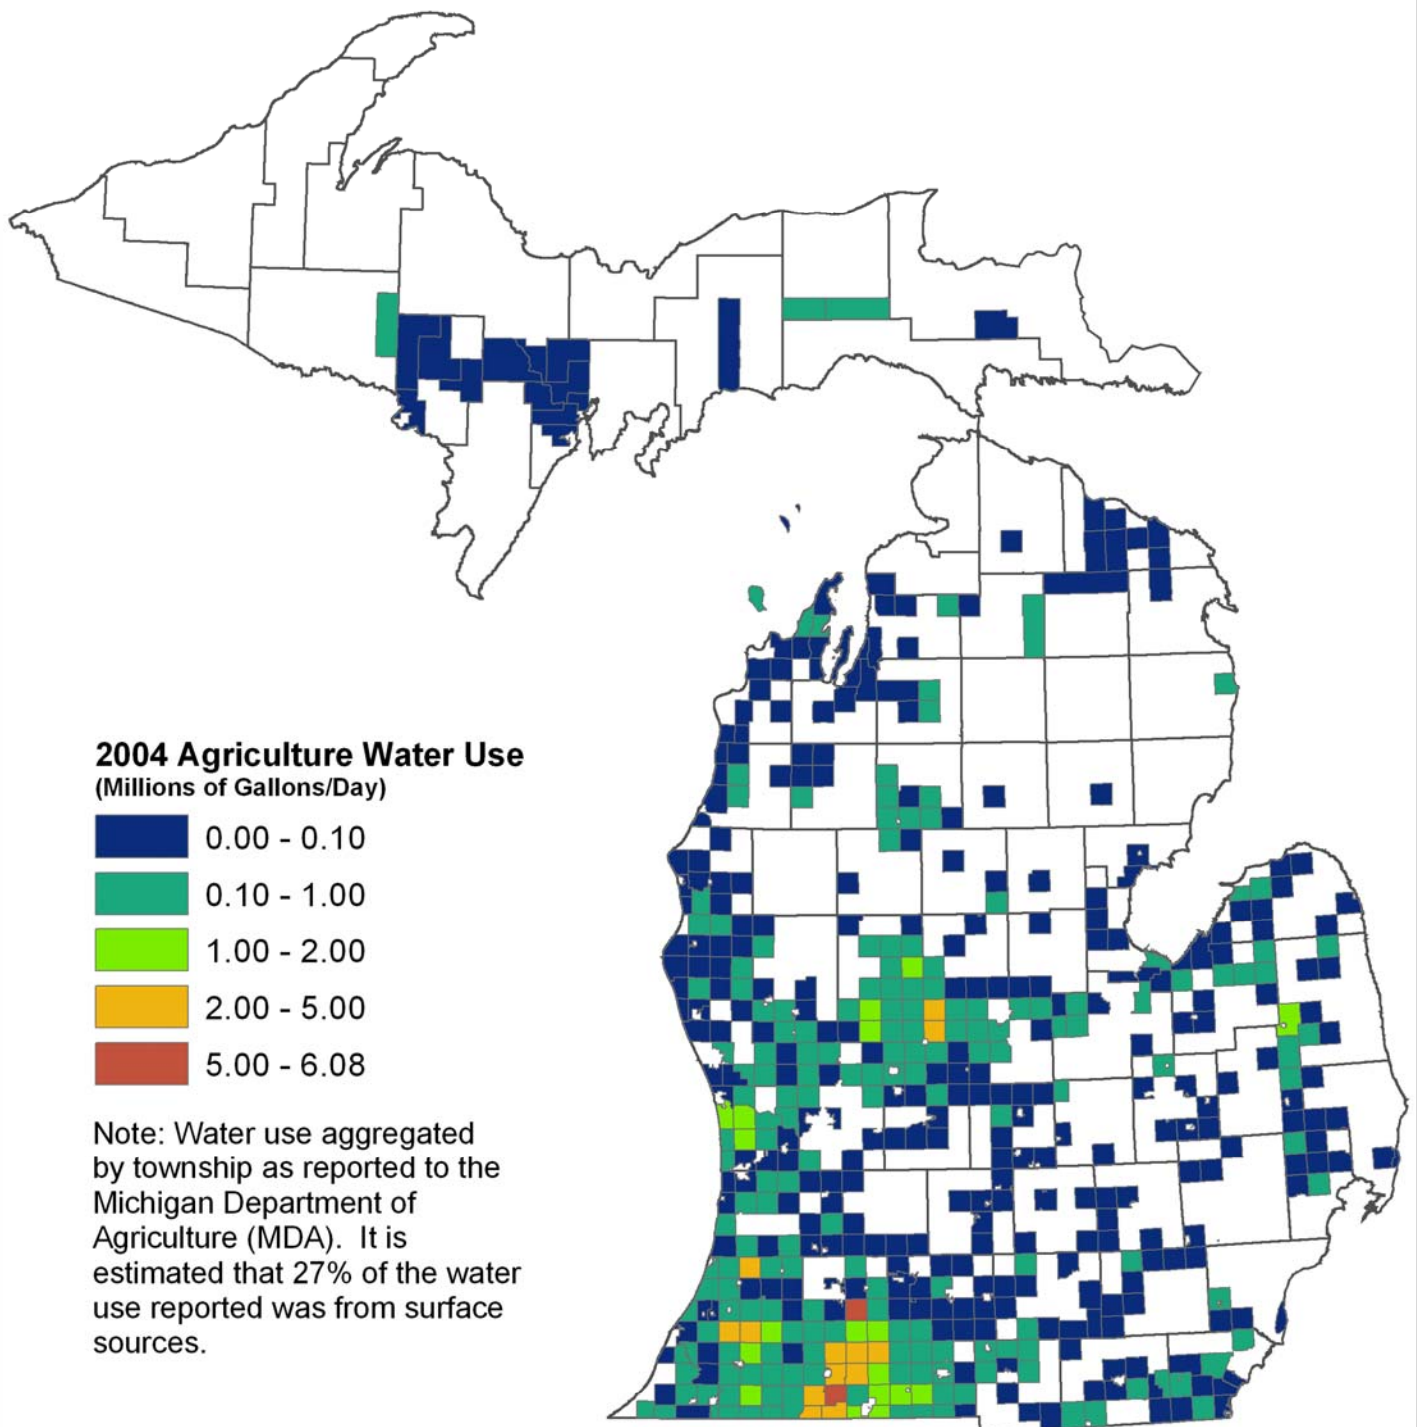 2004 Agriculture Water Use
(Millions of Gallons/Day)
0.00 - 0.10
0.10 - 1.00
1.00 - 2.00
2.00 - 5.00
5.00 - 6.08
Note: Water use aggregated
by township as reported to the
Michigan Department of
Agriculture (MDA).  It is
estimated that 27% of the water
use reported was from surface
sources.